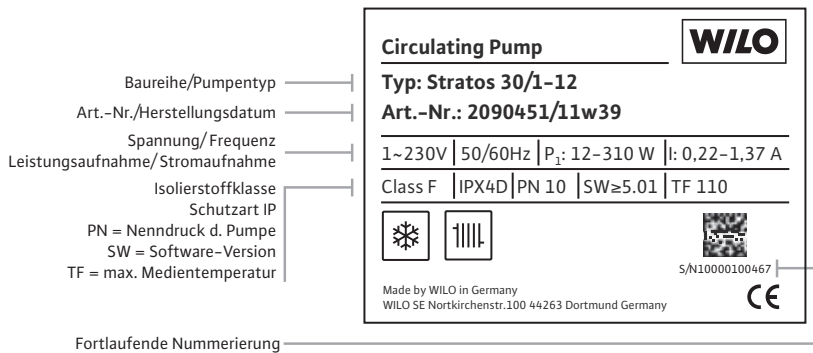 Circulating Pump
WILO
Baureihe/Pumpentyp
Typ: Stratos 30/1-12
Art.-Nr./Herstellungsdatum
Art.-Nr.: 2090451/11w39
Spannung/Frequenz
Leistungsaufnahme/Stromaufnahme
1~230V 50/60Hz P₁: 12-310 W I: 0,22-1,37 A
Isolierstoffklasse
Schutzart IP
PN = Nenndruck d. Pumpe
SW = Software-Version
TF = max. Medientemperatur
Class F IPX4D PN 10 SW≥5.01 TF 110
S/N10000100467
Made by WILO in Germany
WILO SE Nortkirchenstr.100 44263 Dortmund Germany
CE
Fortlaufende Nummerierung